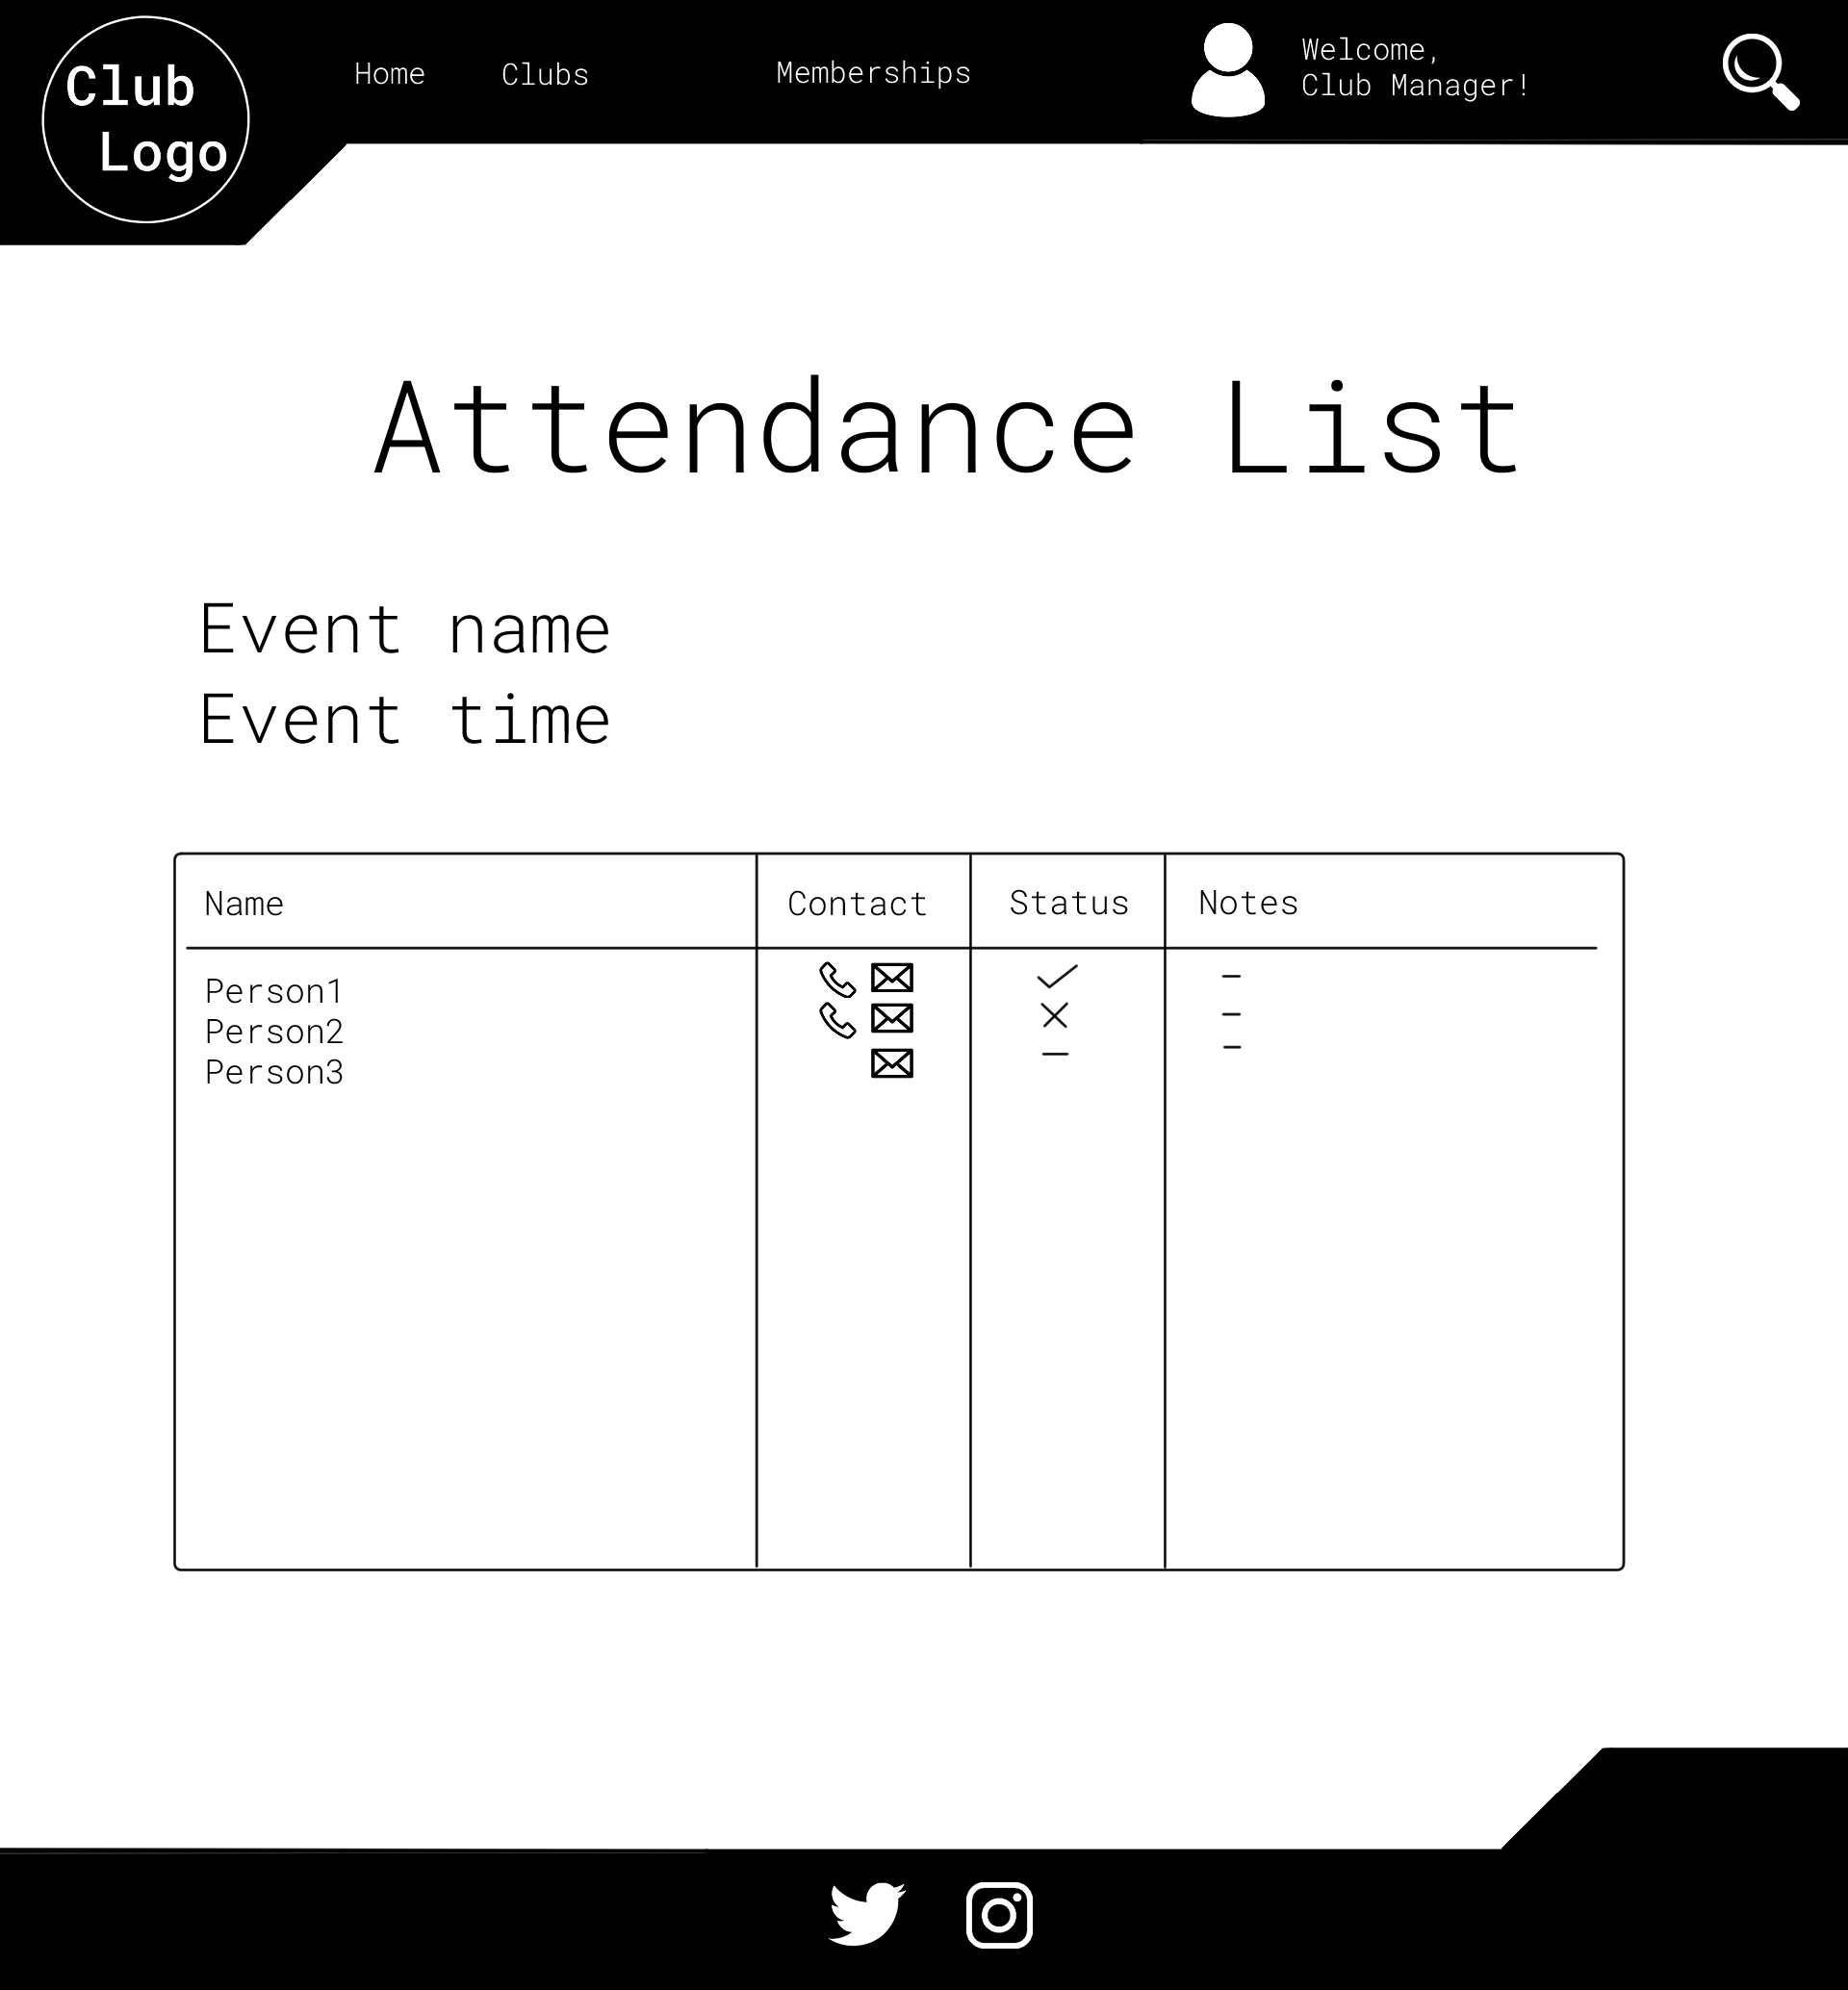 Club
Logo
Home Clubs Memberships
Welcome,
Club Manager!
Attendance List
Event name
Event time
Name Contact Status Notes
Person1 –
Person2 –
Person3 – –